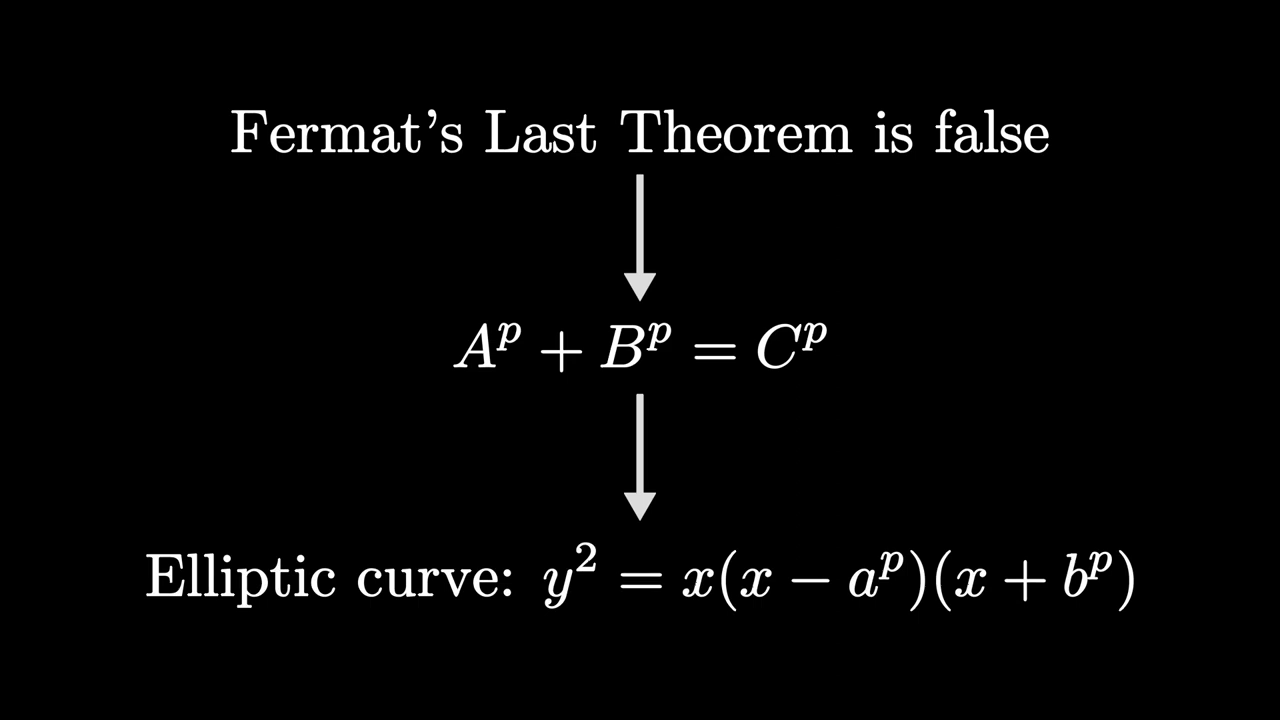 Fermat’s Last Theorem is false
A^p + B^p = C^p
Elliptic curve: y^2 = x(x − a^p)(x + b^p)